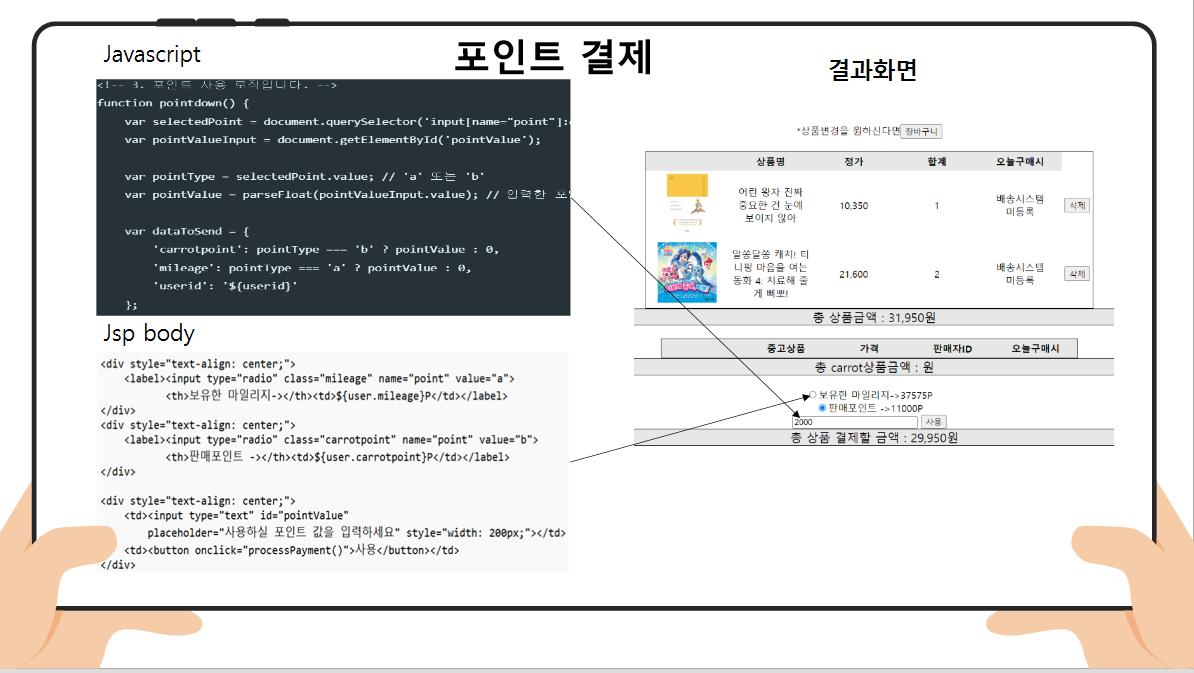 포인트 결제
Javascript
<!-- 3. 포인트 사용 로직입니다. -->
function pointdown() {
var selectedPoint = document.querySelector('input[name="point"]:
var pointValueInput = document.getElementById('pointValue');
var pointType = selectedPoint.value; // 'a' 또는 'b'
var pointValue = parseFloat(pointValueInput.value); // 입력한
var dataToSend = {
'carrotpoint': pointType === 'b' ? pointValue : 0,
'mileage': pointType === 'a' ? pointValue : 0,
'userid': '${userid}'
};
Jsp body
<div style="text-align: center;">
<label><input type="radio" class="mileage" name="point" value="a">
<th>보유한 마일리지-></th><td>${user.mileage}P</td></label>
</div>
<div style="text-align: center;">
<label><input type="radio" class="carrotpoint" name="point" value="b">
<th>판매포인트 -></th><td>${user.carrotpoint}P</td></label>
</div>
<div style="text-align: center;">
<td><input type="text" id="pointValue"
placeholder="사용하실 포인트 값을 입력하세요" style="width: 200px;"></td>
<td><button onclick="processPayment()">사용</button></td>
</div>
결과화면
*상품변경을 원하신다면 장바구니
상품명 정가 합계 오늘구매시
어린 왕자 진짜
중요한 건 눈에
보이지 않아
10,350 1
배송시스템
미등록
삭제
알쏭달쏭 캐치! 티
니핑 마음을 여는
동화 4: 치료해 줄
게 삐뽀!
21,600 2
배송시스템
미등록
삭제
총 상품금액 : 31,950원
중고상품 가격 판매자ID 오늘구매시
총 carrot상품금액 : 원
보유한 마일리지->37575P
판매포인트 ->11000P
2000 사용
총 상품 결제할 금액 : 29,950원